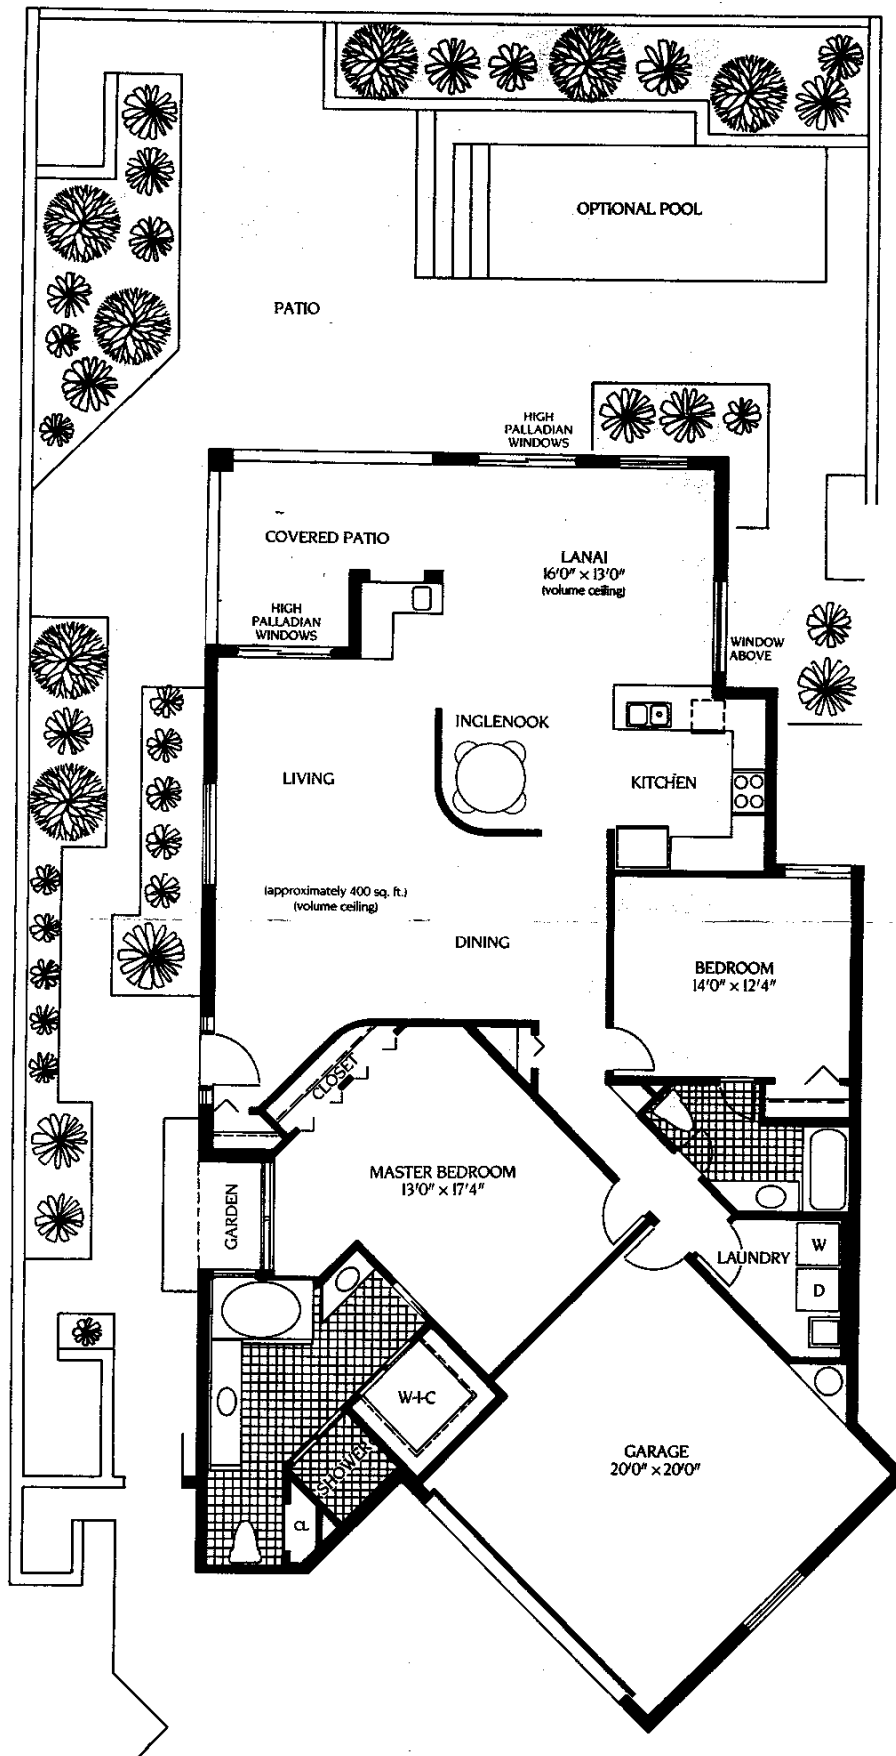 OPTIONAL POOL
PATIO
HIGH
PALLADIAN
WINDOWS
COVERED PATIO
LANAI
16'0" × 13'0"
(volume ceiling)
HIGH
PALLADIAN
WINDOWS
WINDOW
ABOVE
INGLENOOK
LIVING
KITCHEN
(approximately 400 sq. ft.)
(volume ceiling)
DINING
BEDROOM
14'0" × 12'4"
CLOSET
MASTER BEDROOM
13'0" × 17'4"
GARDEN
LAUNDRY
W
D
W-I-C
SHOWER
GARAGE
20'0" × 20'0"
CL